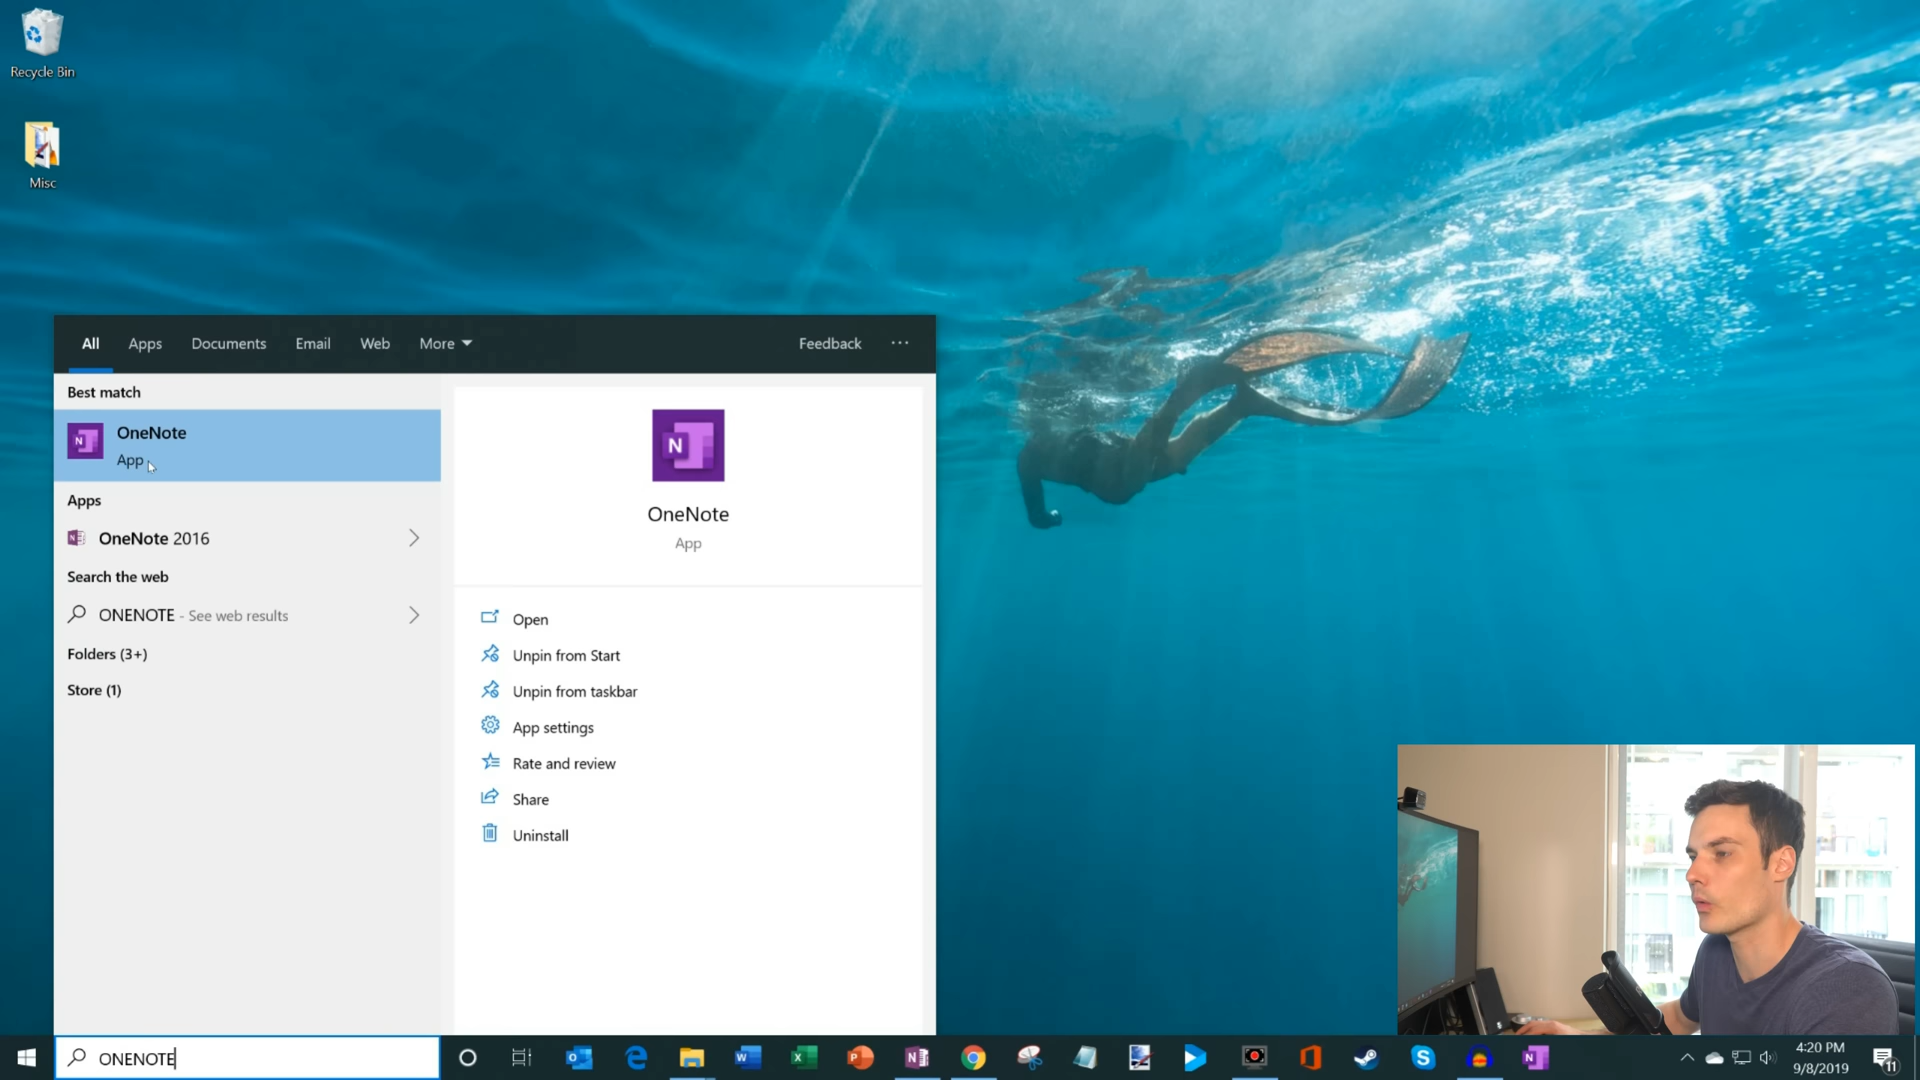 Recycle Bin
Misc
All
Apps
Documents
Email
Web
More
Feedback
Best match
OneNote
App
Apps
OneNote 2016
Search the web
ONENOTE - See web results
Folders (3+)
Store (1)
OneNote
App
Open
Unpin from Start
Unpin from taskbar
App settings
Rate and review
Share
Uninstall
ONENOTE
4:20 PM
9/8/2019
11